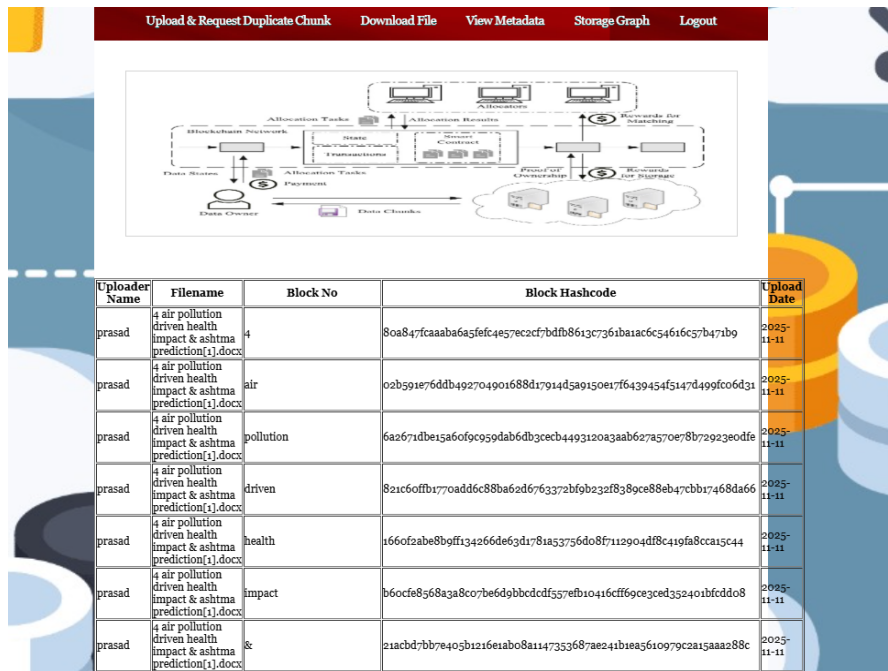 Upload & Request Duplicate Chunk Download File View Metadata Storage Graph Logout
Allocators
Allocation Tasks Allocation Results Rewards for
Matching
Blockchain Network State Smart
Contract
Transactions
Data States Allocation Tasks Proof of
Ownership Rewards
for Storage
Payment
Data Owner Data Chunks
Uploader
Name Filename Block No Block Hashcode Upload
Date
prasad 4 air pollution
driven health
impact & ashtma
prediction[1].docx 4 80a847fcaaba6a5fefc4e57ec2cf7bdfb8613c7361ba1ac6c54616c57b471b9 2025-
11-11
prasad 4 air pollution
driven health
impact & ashtma
prediction[1].docx air 02b591e76ddb492704901688d17914d5a9150e17f6439454f5147d499fc06d31 2025-
11-11
prasad 4 air pollution
driven health
impact & ashtma
prediction[1].docx pollution 6a2671dbe15a60f9c959dab6db3cecb4493120a3aab627a570e78b72923e0dfe 2025-
11-11
prasad 4 air pollution
driven health
impact & ashtma
prediction[1].docx driven 821c60ffb1770add6c88ba62d6763372bf9b232f8389ce88eb47cbb17468da66 2025-
11-11
prasad 4 air pollution
driven health
impact & ashtma
prediction[1].docx health 1660f2abe8b9ff134266de63d1781a53756d08f7112904df8c419fa8cca15c44 2025-
11-11
prasad 4 air pollution
driven health
impact & ashtma
prediction[1].docx impact b60cfe8568a3a8c07be6d9bbcdcdf557efb10416cff69ce3ced352401bfcdd08 2025-
11-11
prasad 4 air pollution
driven health
impact & ashtma
prediction[1].docx & 21acbd7bb7e405b1216e1ab08a1147353687ae241b1ea5610979c2a15aaa288c 2025-
11-11